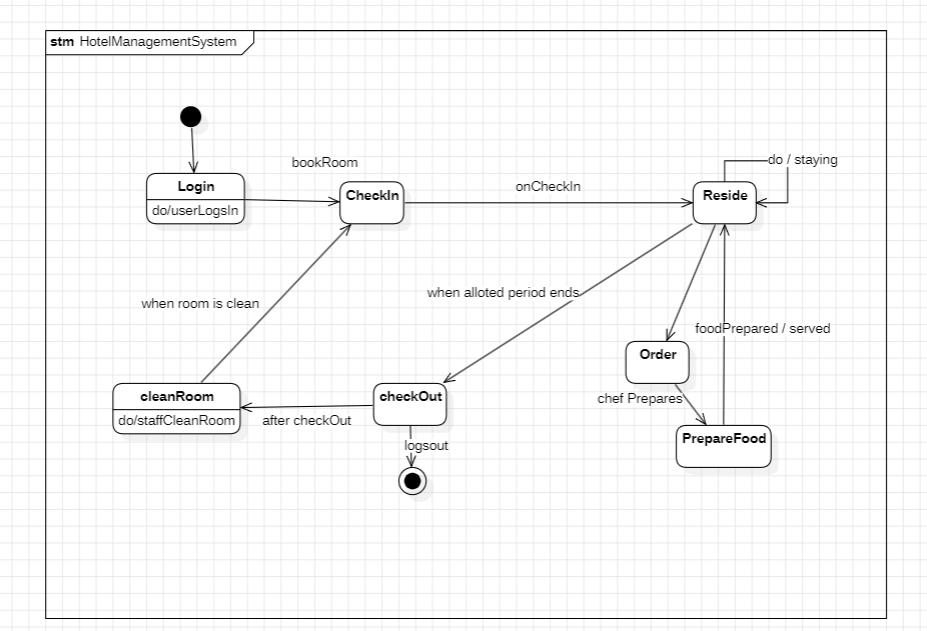 stm HotelManagementSystem
do / staying
bookRoom
onCheckIn
Login
do/userLogsIn
CheckIn
Reside
when alloted period ends
when room is clean
foodPrepared / served
Order
cleanRoom
do/staffCleanRoom
checkOut
chef Prepares
after checkOut
PrepareFood
logsout